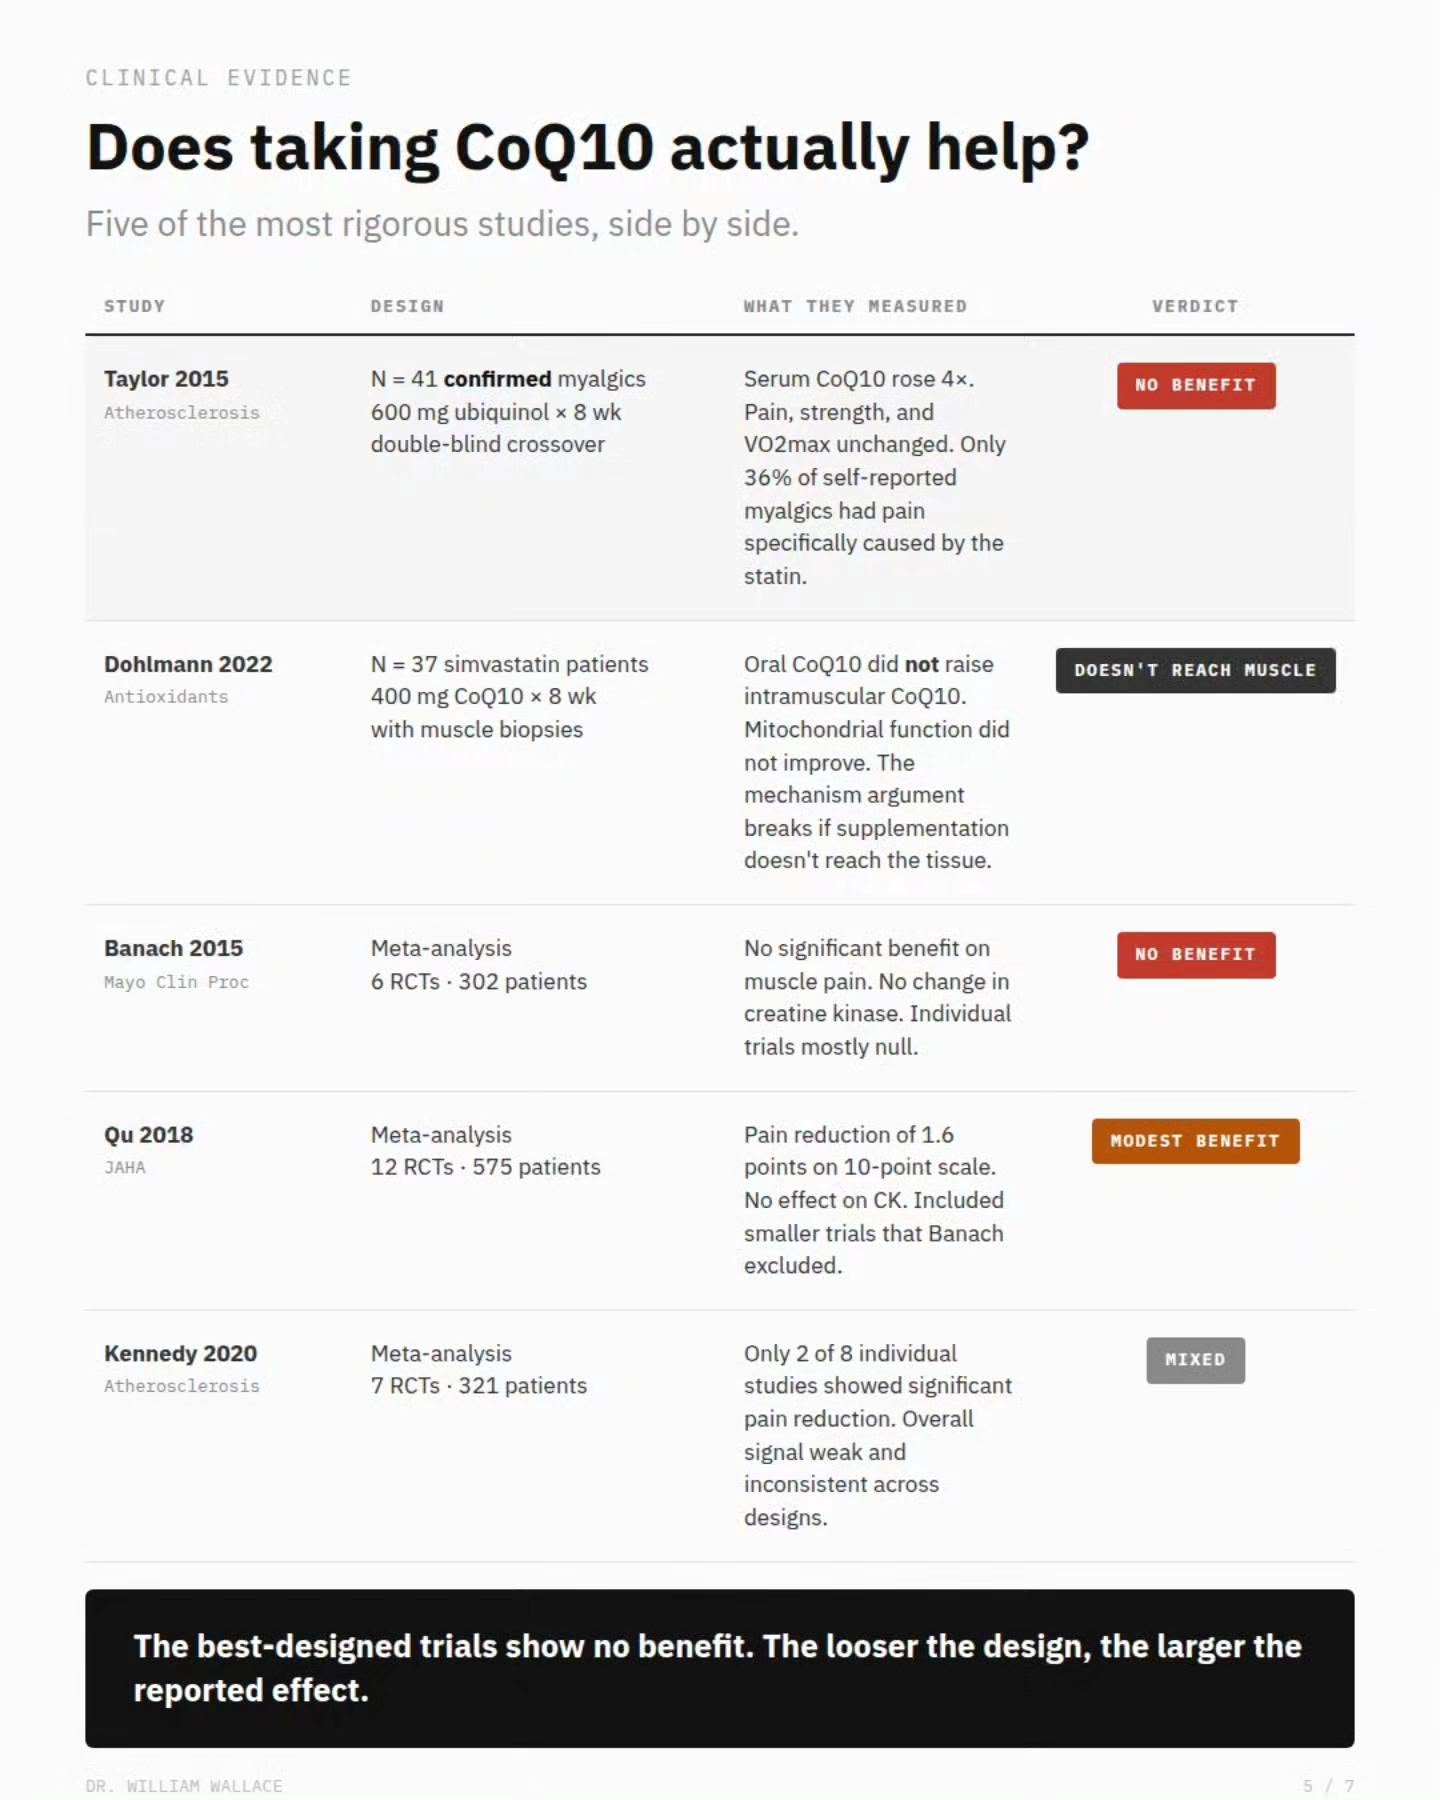 CLINICAL EVIDENCE
Does taking CoQ10 actually help?
Five of the most rigorous studies, side by side.
STUDY DESIGN WHAT THEY MEASURED VERDICT
Taylor 2015
Atherosclerosis
N = 41 confirmed myalgics
600 mg ubiquinol × 8 wk
double-blind crossover
Serum CoQ10 rose 4×.
Pain, strength, and
VO2max unchanged. Only
36% of self-reported
myalgics had pain
specifically caused by the
statin.
NO BENEFIT
Dohlmann 2022
Antioxidants
N = 37 simvastatin patients
400 mg CoQ10 × 8 wk
with muscle biopsies
Oral CoQ10 did not raise
intramuscular CoQ10.
Mitochondrial function did
not improve. The
mechanism argument
breaks if supplementation
doesn't reach the tissue.
DOESN'T REACH MUSCLE
Banach 2015
Mayo Clin Proc
Meta-analysis
6 RCTs · 302 patients
No significant benefit on
muscle pain. No change in
creatine kinase. Individual
trials mostly null.
NO BENEFIT
Qu 2018
JAHA
Meta-analysis
12 RCTs · 575 patients
Pain reduction of 1.6
points on 10-point scale.
No effect on CK. Included
smaller trials that Banach
excluded.
MODEST BENEFIT
Kennedy 2020
Atherosclerosis
Meta-analysis
7 RCTs · 321 patients
Only 2 of 8 individual
studies showed significant
pain reduction. Overall
signal weak and
inconsistent across
designs.
MIXED
The best-designed trials show no benefit. The looser the design, the larger the
reported effect.
DR. WILLIAM WALLACE
5 / 7